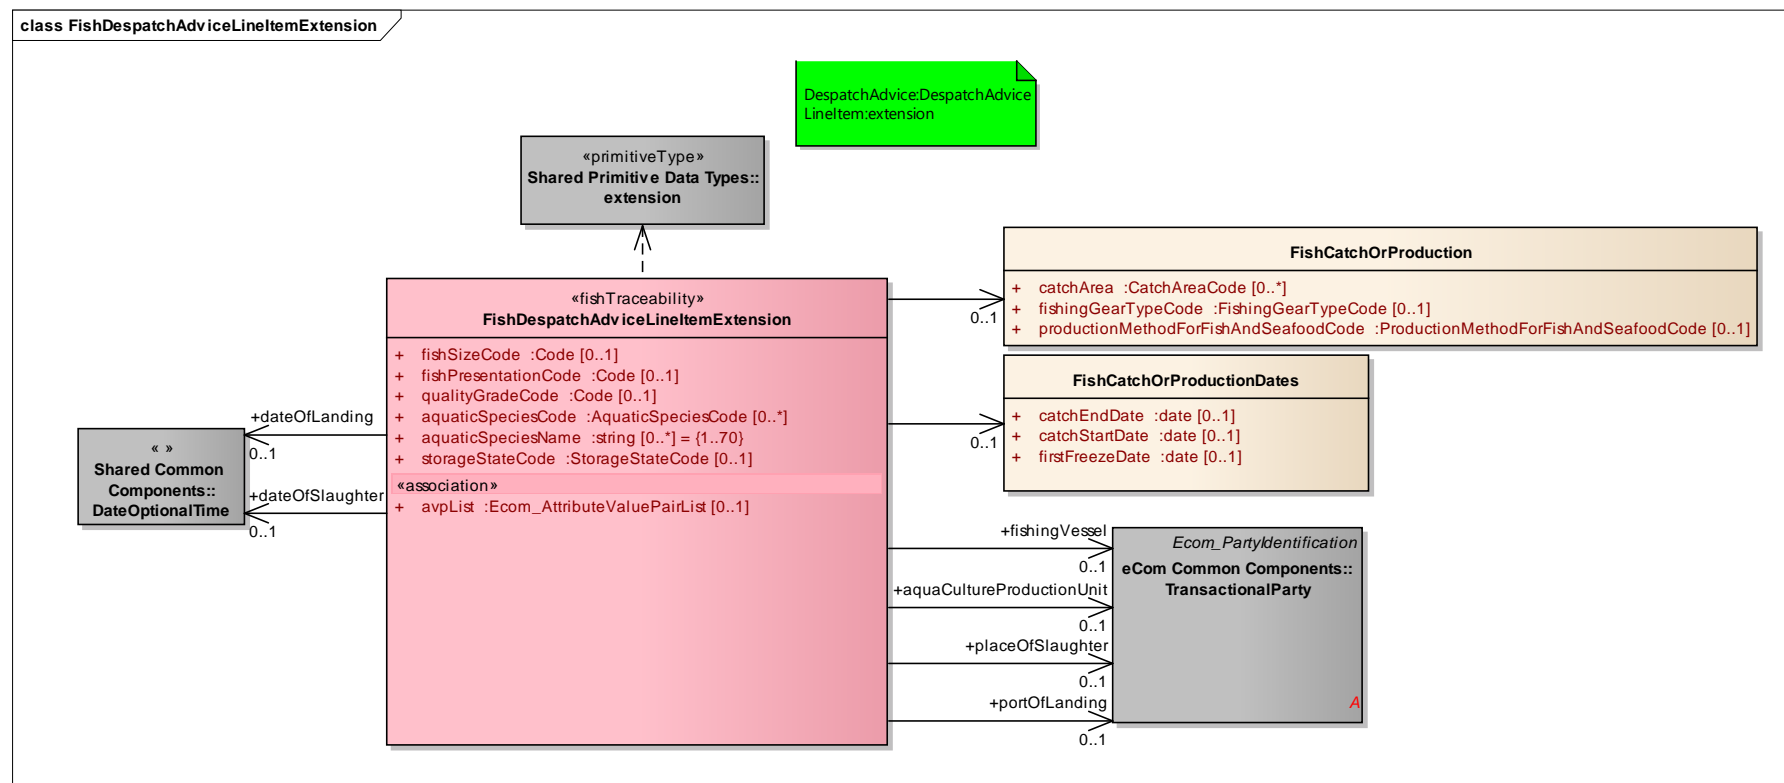 class FishDespatchAdviceLineItemExtension
DespatchAdvice:DespatchAdvice
LineItem:extension
«primitiveType»
Shared Primitive Data Types::
extension
FishCatchOrProduction
+ catchArea :CatchAreaCode [0..*]
+ fishingGearTypeCode :FishingGearTypeCode [0..1]
+ productionMethodForFishAndSeafoodCode :ProductionMethodForFishAndSeafoodCode [0..1]
0..1
«fishTraceability»
FishDespatchAdviceLineItemExtension
+ fishSizeCode :Code [0..1]
+ fishPresentationCode :Code [0..1]
+ qualityGradeCode :Code [0..1]
+ aquaticSpeciesCode :AquaticSpeciesCode [0..*]
+ aquaticSpeciesName :string [0..*] = {1..70}
+ storageStateCode :StorageStateCode [0..1]
«association»
+ avpList :Ecom_AttributeValuePairList [0..1]
FishCatchOrProductionDates
+ catchEndDate :date [0..1]
+ catchStartDate :date [0..1]
+ firstFreezeDate :date [0..1]
0..1
+dateOfLanding
0..1
+dateOfSlaughter
0..1
« »
Shared Common
Components::
DateOptionalTime
+fishingVessel
0..1
+aquaCultureProductionUnit
0..1
+placeOfSlaughter
0..1
+portOfLanding
0..1
Ecom_PartyIdentification
eCom Common Components::
TransactionalParty
A